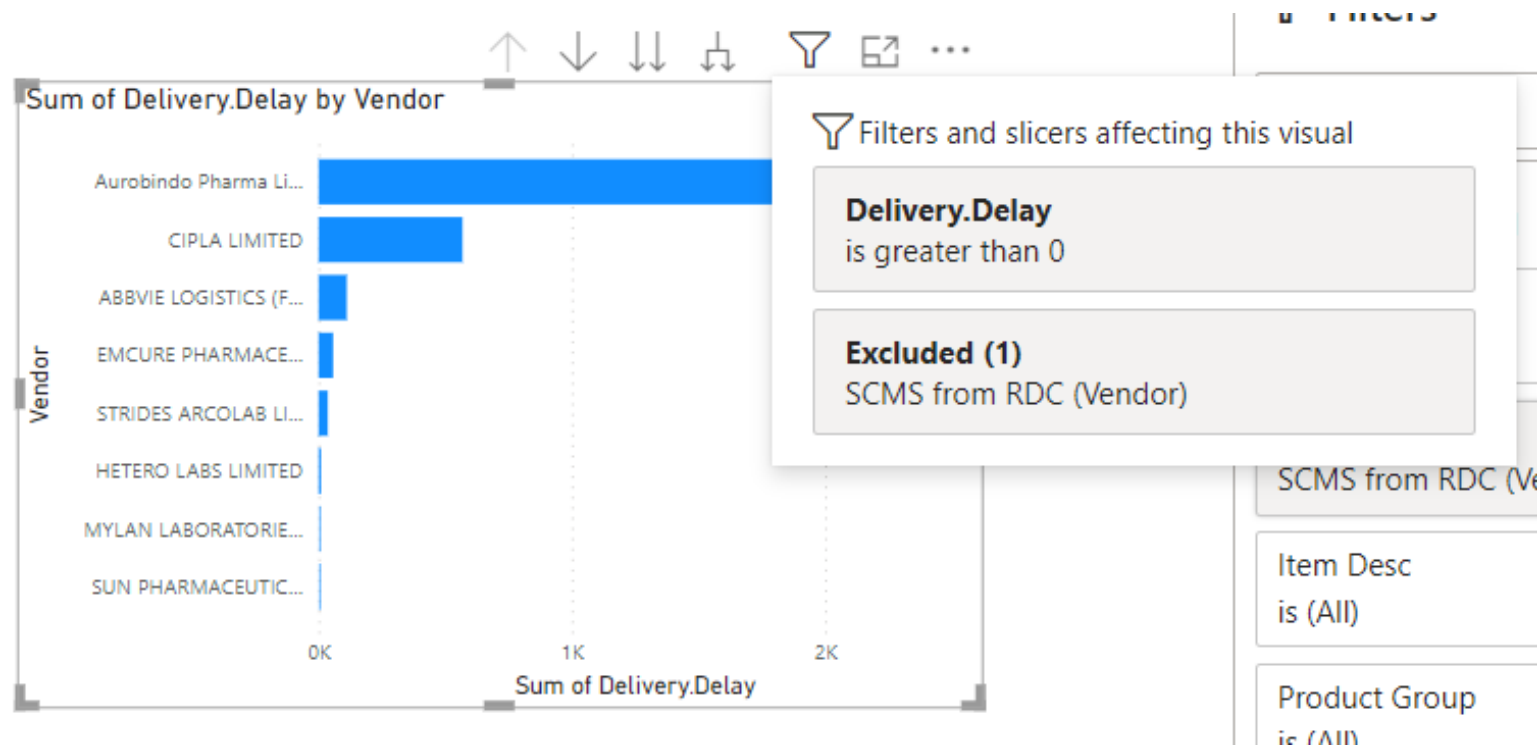 Filters
Sum of Delivery.Delay by Vendor
Filters and slicers affecting this visual
Delivery.Delay
is greater than 0
Excluded (1)
SCMS from RDC (Vendor)
Vendor
Aurobindo Pharma Li...
CIPLA LIMITED
ABBVIE LOGISTICS (F...
EMCURE PHARMACE...
STRIDES ARCOLAB LI...
HETERO LABS LIMITED
MYLAN LABORATORIE...
SUN PHARMACEUTIC...
0K 1K 2K
Sum of Delivery.Delay
SCMS from RDC (Ve
Item Desc
is (All)
Product Group
is (All)